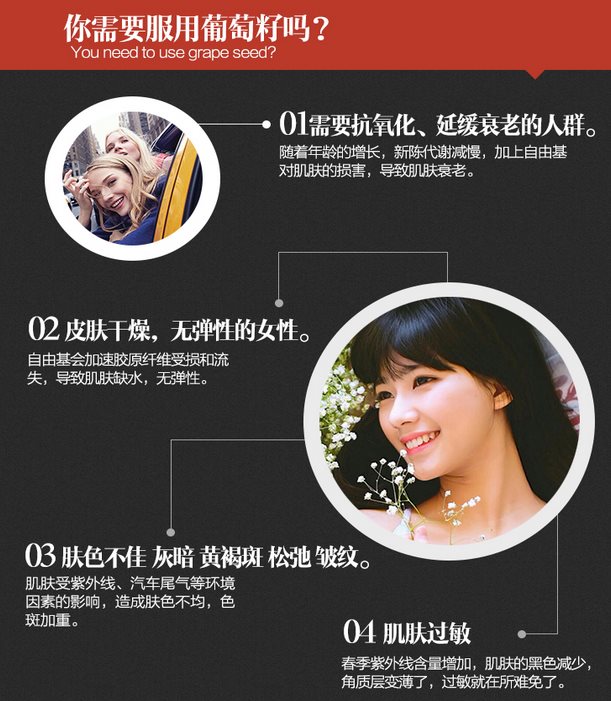 你需要服用葡萄籽吗？
You need to use grape seed?
01需要抗氧化、延缓衰老的人群。
随着年龄的增长，新陈代谢减慢，加上自由基
对肌肤的损害，导致肌肤衰老。
02 皮肤干燥，无弹性的女性。
自由基会加速胶原纤维受损和流
失，导致肌肤缺水，无弹性。
03 肤色不佳 灰暗 黄褐斑 松弛 皱纹。
肌肤受紫外线、汽车尾气等环境
因素的影响，造成肤色不均，色
斑加重。
04 肌肤过敏
春季紫外线含量增加，肌肤的黑色减少，
角质层变薄了，过敏就在所难免了。